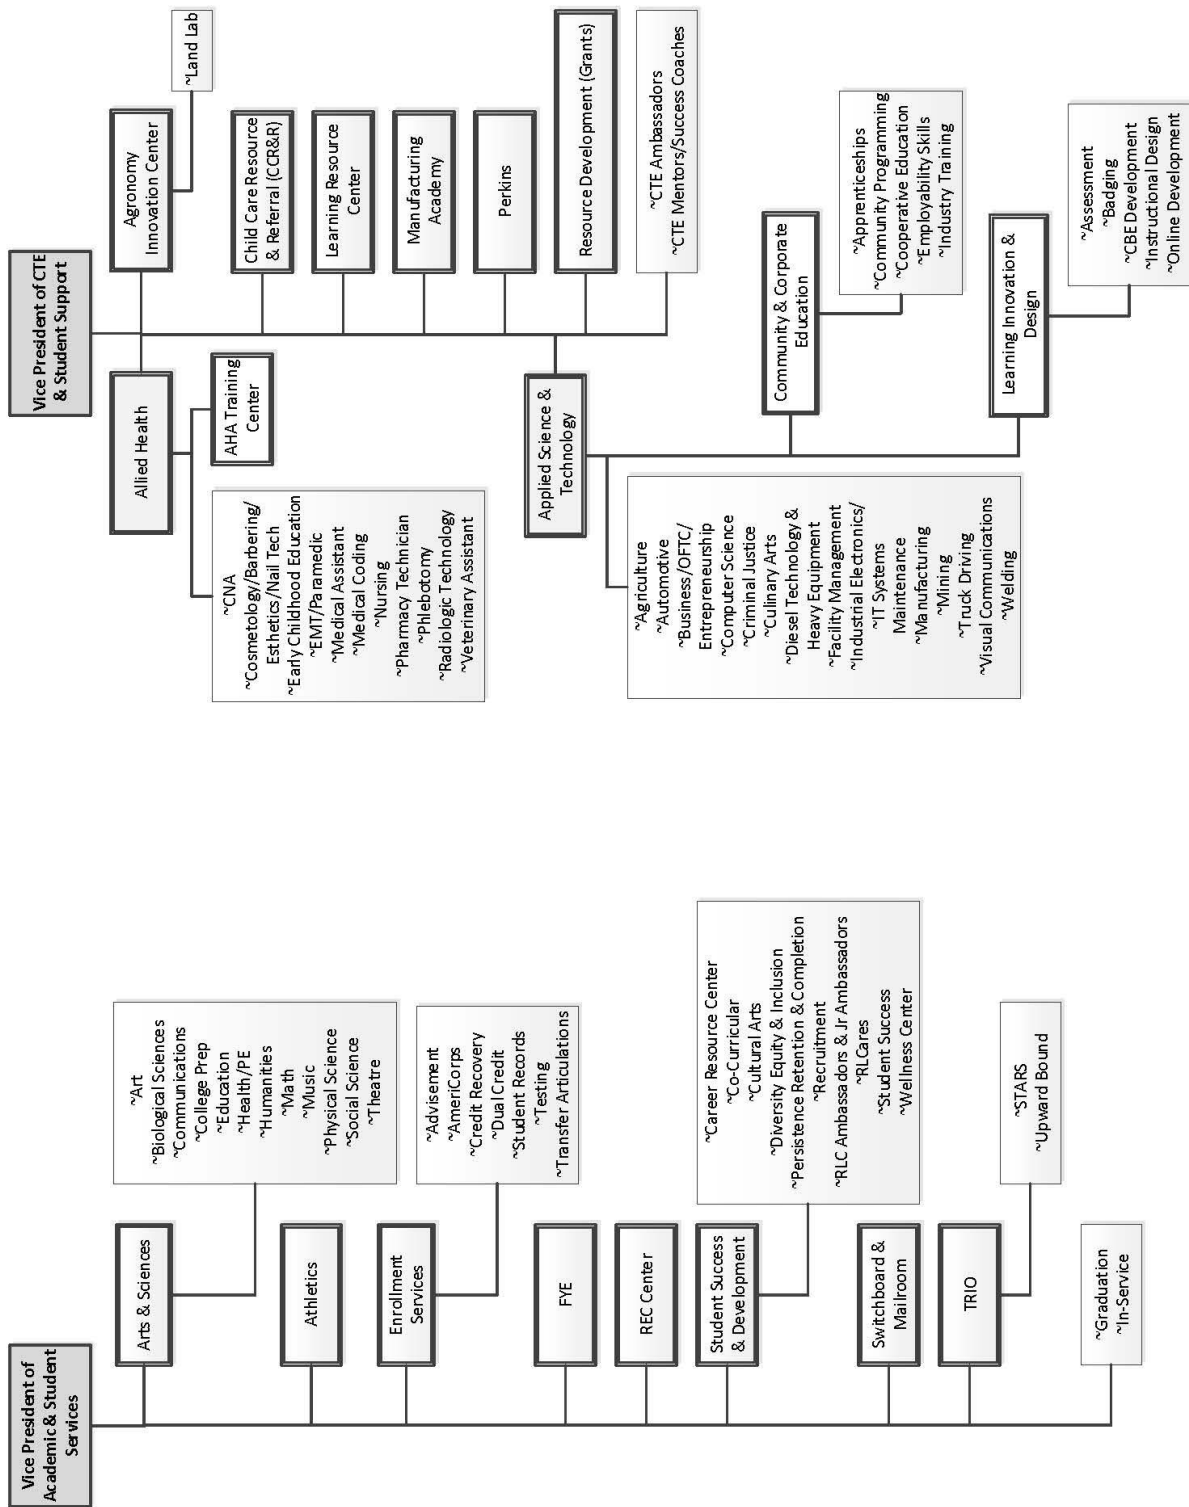 Vice President of
Academic & Student
Services
Arts & Sciences
~Art
~Biological Sciences
~Communications
~College Prep
~Education
~Health/PE
~Humanities
~Math
~Music
~Physical Science
~Social Science
~Theatre
Athletics
Enrollment
Services
~Advisement
~AmeriCorps
~Credit Recovery
~Dual Credit
~Student Records
~Testing
~Transfer Articulations
FYE
REC Center
Student Success
& Development
~Career Resource Center
~Co-Curricular
~Cultural Arts
~Diversity Equity & Inclusion
~Persistence Retention & Completion
~Recruitment
~RLC Ambassadors & Jr Ambassadors
~RLCares
~Student Success
~Wellness Center
Switchboard &
Mailroom
TRIO
~STARS
~Upward Bound
~Graduation
~In-Service
Vice President of CTE
& Student Support
Allied Health
~CNA
~Cosmetology/Barbering/
Esthetics/Nail Tech
~Early Childhood Education
~EMT/Paramedic
~Medical Assistant
~Medical Coding
~Nursing
~Pharmacy Technician
~Phlebotomy
~Radiologic Technology
~Veterinary Assistant
AHA Training
Center
Agronomy
Innovation Center
~Land Lab
Child Care Resource
& Referral (CCR&R)
Learning Resource
Center
Manufacturing
Academy
Perkins
Resource Development (Grants)
~CTE Ambassadors
~CTE Mentors/Success Coaches
Applied Science &
Technology
~Agriculture
~Automotive
~Business/OFTC/
Entrepreneurship
~Computer Science
~Criminal Justice
~Culinary Arts
~Diesel Technology &
Heavy Equipment
~Facility Management
~Industrial Electronics/
~IT Systems
Maintenance
~Manufacturing
~Mining
~Truck Driving
~Visual Communications
~Welding
Community & Corporate
Education
~Apprenticeships
~Community Programming
~Cooperative Education
~Employability Skills
~Industry Training
Learning Innovation &
Design
~Assessment
~Badging
~CBE Development
~Instructional Design
~Online Development